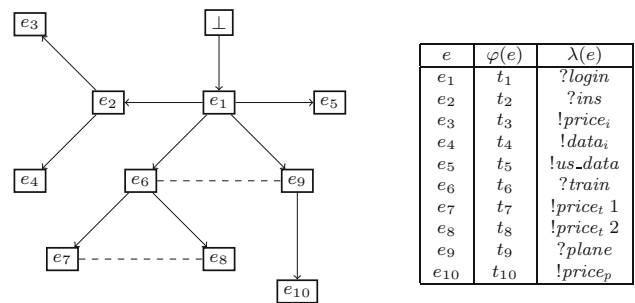 ⊥
e₃
e₂ e₁ e₅
e₄ e₆ e₉
e₇ e₈
e₁₀
e φ(e) λ(e)
e₁ t₁ ?login
e₂ t₂ ?ins
e₃ t₃ !priceᵢ
e₄ t₄ !dataᵢ
e₅ t₅ !us_data
e₆ t₆ ?train
e₇ t₇ !priceₜ 1
e₈ t₈ !priceₜ 2
e₉ t₉ ?plane
e₁₀ t₁₀ !priceₚ